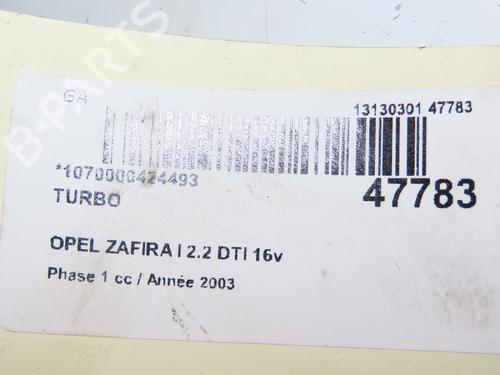 B-PARTS
GA
13130301 47783
*1070000424493
47783
TURBO
OPEL ZAFIRA I 2.2 DTI 16v
Phase 1 cc / Année 2003